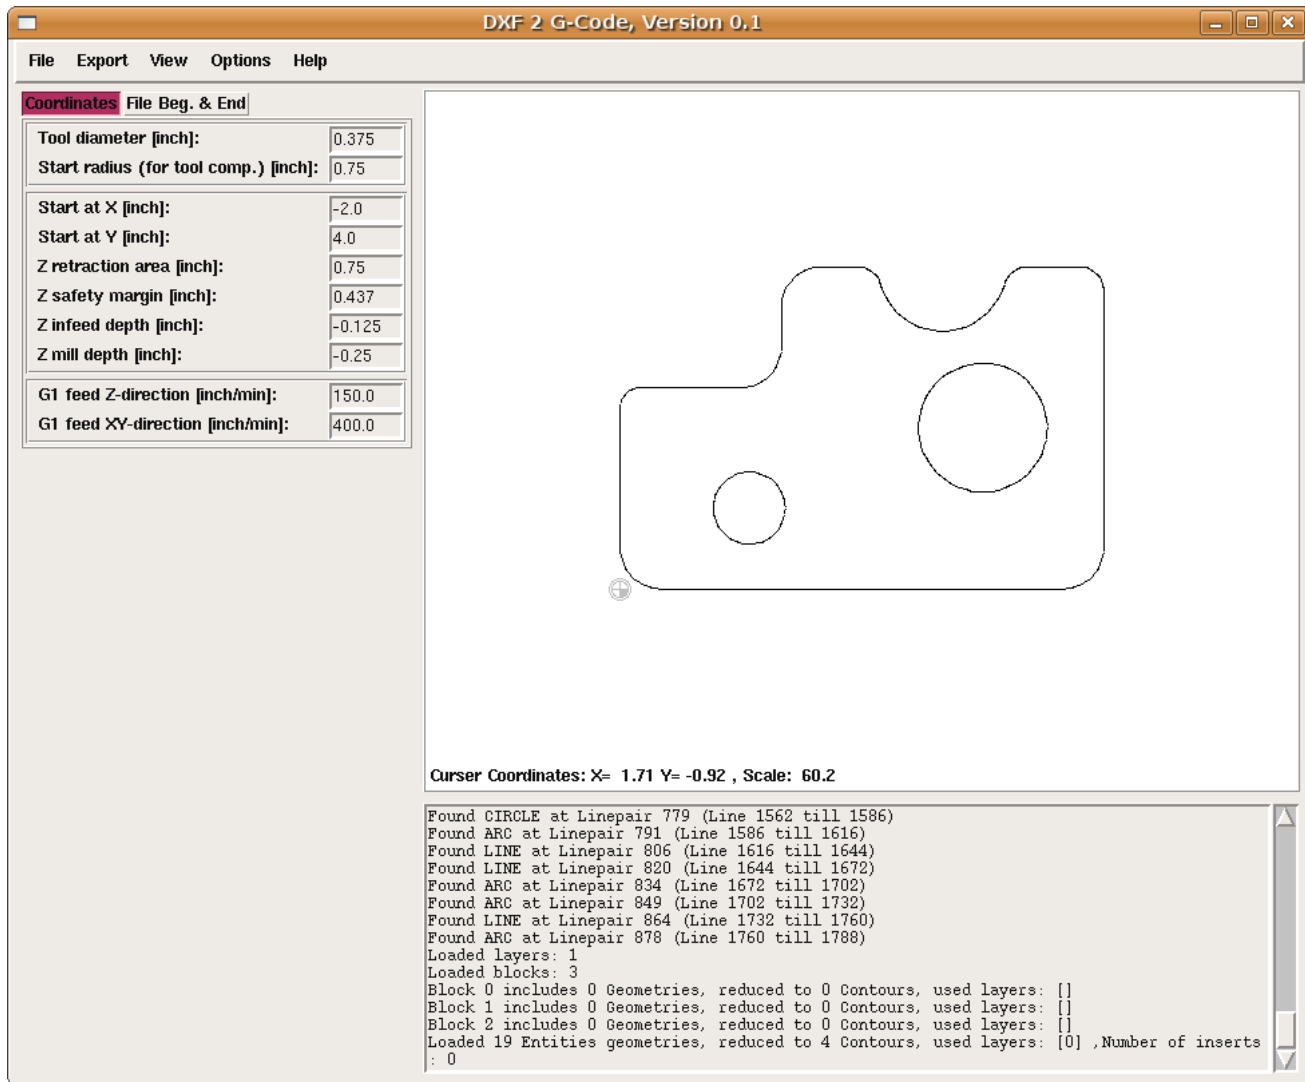 DXF 2 G-Code, Version 0.1
File Export View Options Help
Coordinates File Beg. & End
Tool diameter [inch]: 0.375
Start radius (for tool comp.) [inch]: 0.75
Start at X [inch]: -2.0
Start at Y [inch]: 4.0
Z retraction area [inch]: 0.75
Z safety margin [inch]: 0.437
Z infeed depth [inch]: -0.125
Z mill depth [inch]: -0.25
G1 feed Z-direction [inch/min]: 150.0
G1 feed XY-direction [inch/min]: 400.0
Curser Coordinates: X= 1.71 Y= -0.92 , Scale: 60.2
Found CIRCLE at Linepair 779 (Line 1562 till 1586)
Found ARC at Linepair 791 (Line 1586 till 1616)
Found LINE at Linepair 806 (Line 1616 till 1644)
Found LINE at Linepair 820 (Line 1644 till 1672)
Found ARC at Linepair 834 (Line 1672 till 1702)
Found ARC at Linepair 849 (Line 1702 till 1732)
Found LINE at Linepair 864 (Line 1732 till 1760)
Found ARC at Linepair 878 (Line 1760 till 1788)
Loaded layers: 1
Loaded blocks: 3
Block 0 includes 0 Geometries, reduced to 0 Contours, used layers: []
Block 1 includes 0 Geometries, reduced to 0 Contours, used layers: []
Block 2 includes 0 Geometries, reduced to 0 Contours, used layers: []
Loaded 19 Entities geometries, reduced to 4 Contours, used layers: [0] ,Number of inserts
: 0